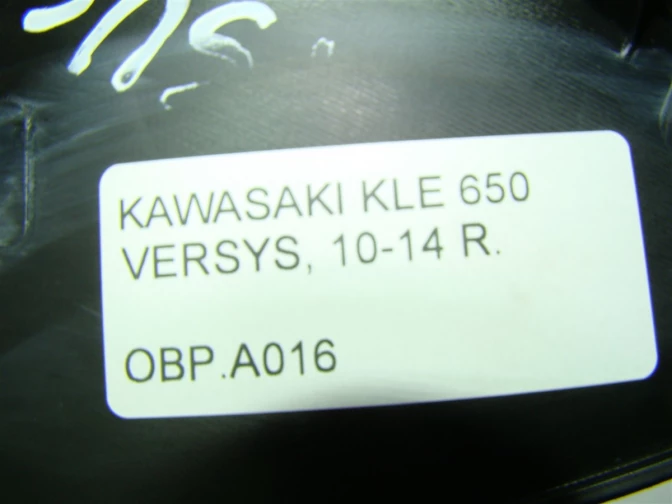 KAWASAKI KLE 650
VERSYS, 10-14 R.
OBP.A016